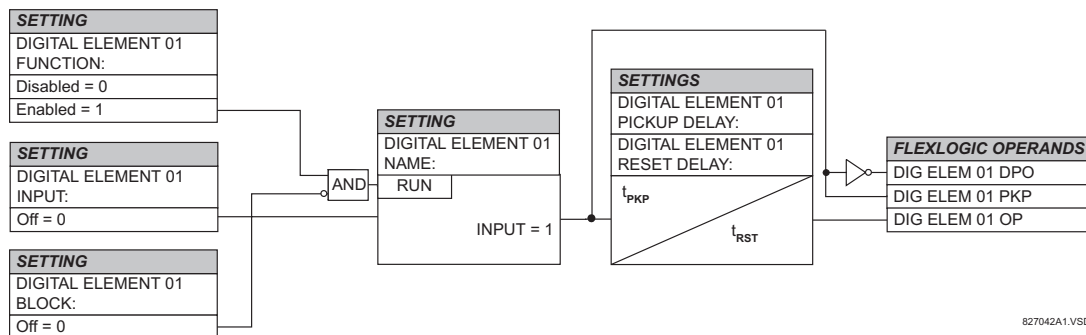 SETTING
DIGITAL ELEMENT 01
FUNCTION:
Disabled = 0
Enabled = 1
SETTING
DIGITAL ELEMENT 01
INPUT:
Off = 0
SETTING
DIGITAL ELEMENT 01
BLOCK:
Off = 0
AND
SETTING
DIGITAL ELEMENT 01
NAME:
RUN
INPUT = 1
SETTINGS
DIGITAL ELEMENT 01
PICKUP DELAY:
DIGITAL ELEMENT 01
RESET DELAY:
tPKP
tRST
FLEXLOGIC OPERANDS
DIG ELEM 01 DPO
DIG ELEM 01 PKP
DIG ELEM 01 OP
827042A1.VSD